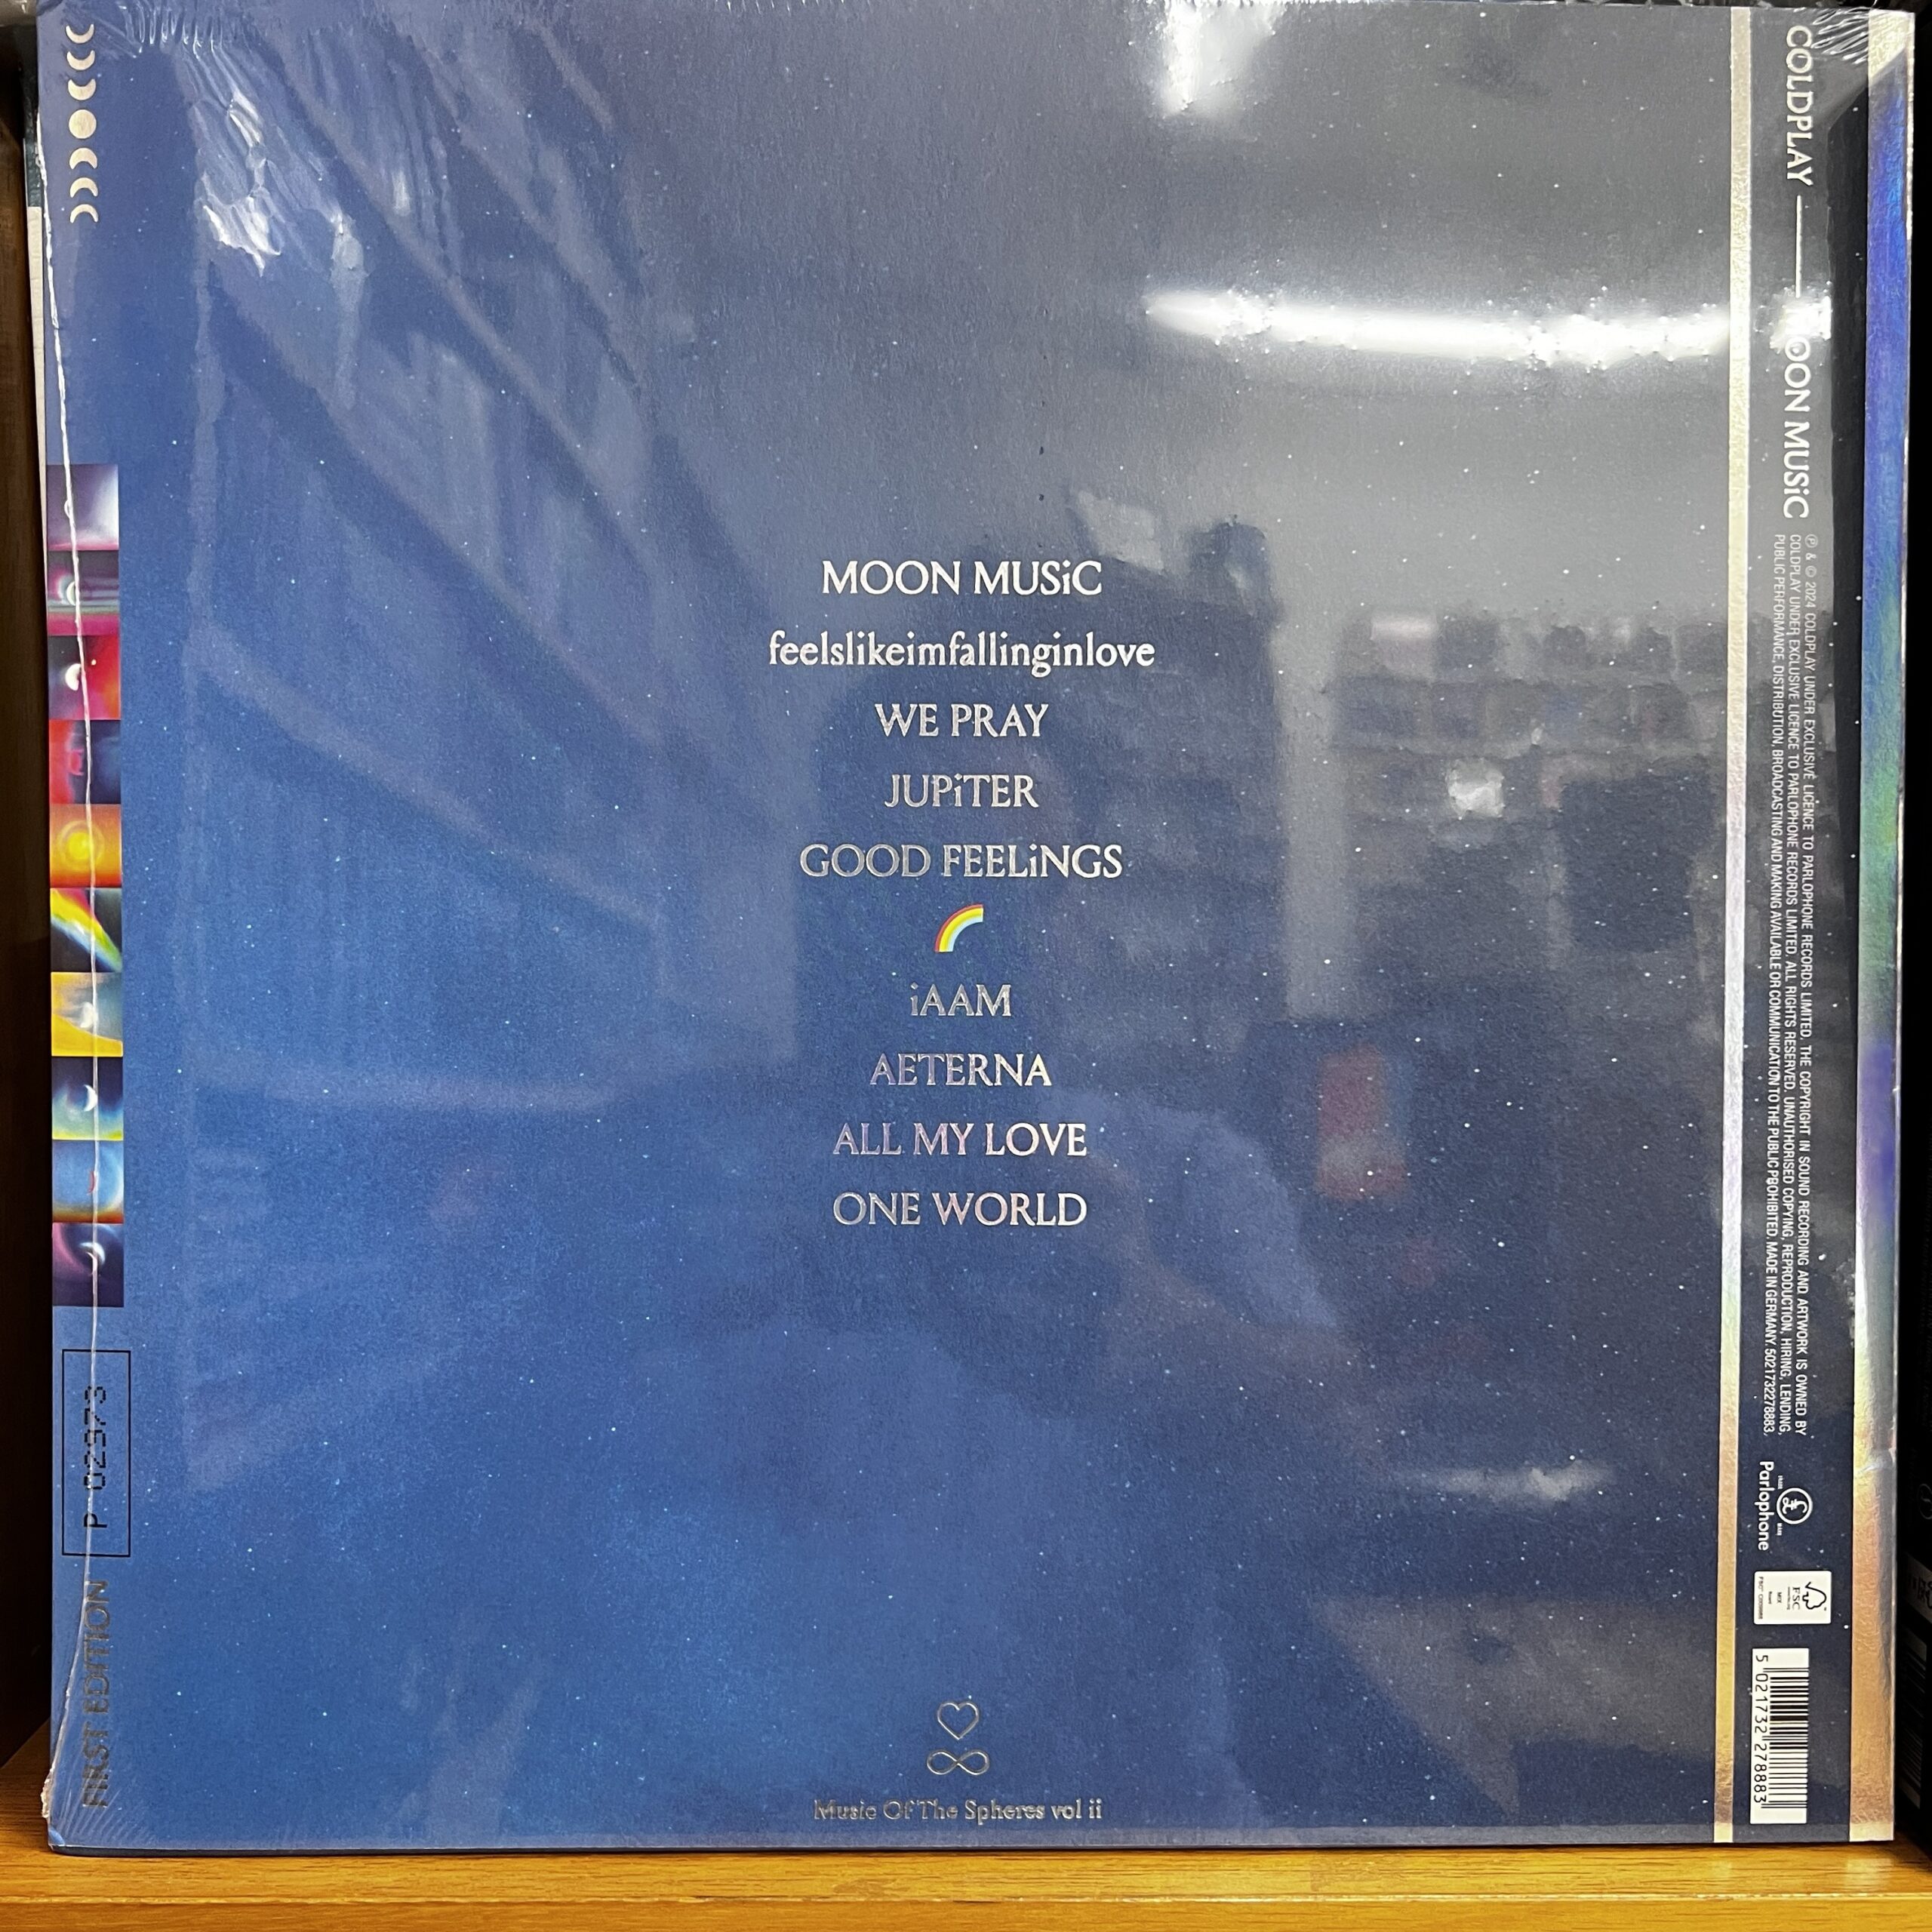 MOON MUSiC
feelslikeimfallinginlove
WE PRAY
JUPiTER
GOOD FEELiNGS
iAAM
AETERNA
ALL MY LOVE
ONE WORLD
Music Of The Spheres vol ii
P 02973
FIRST EDITION
COLDPLAY — MOON MUSiC
℗ & © 2024 COLDPLAY UNDER EXCLUSIVE LICENCE TO PARLOPHONE RECORDS LIMITED. THE COPYRIGHT IN SOUND RECORDING AND ARTWORK IS OWNED BY
COLDPLAY UNDER EXCLUSIVE LICENCE TO PARLOPHONE RECORDS LIMITED. ALL RIGHTS RESERVED. UNAUTHORISED COPYING, REPRODUCTION, HIRING, LENDING,
PUBLIC PERFORMANCE, DISTRIBUTION, BROADCASTING AND MAKING AVAILABLE OR COMMUNICATION TO THE PUBLIC PROHIBITED. MADE IN GERMANY. 5021732278883.
£
Parlophone
FSC
MIX
5 021732 278883